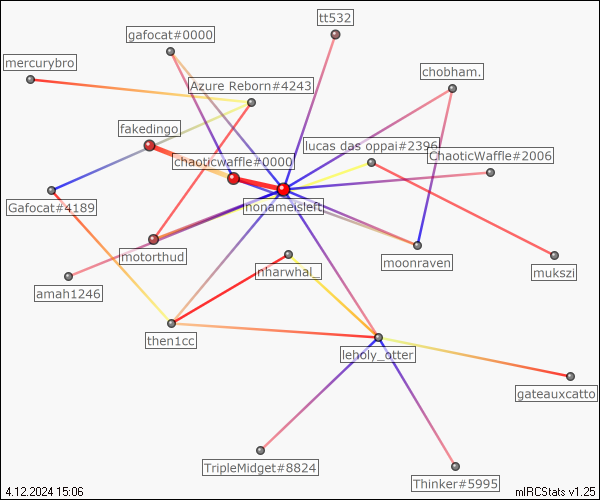 tt532
gafocat#0000
mercurybro
chobham.
Azure Reborn#4243
fakedingo
lucas das oppai#2396
chaoticwaffle#0000
ChaoticWaffle#2006
Gafocat#4189
nonameisleft
motorthud
moonraven
nharwhal_
mukszi
amah1246
then1cc
leholy_otter
gateauxcatto
TripleMidget#8824
Thinker#5995
4.12.2024 15:06
mIRCStats v1.25